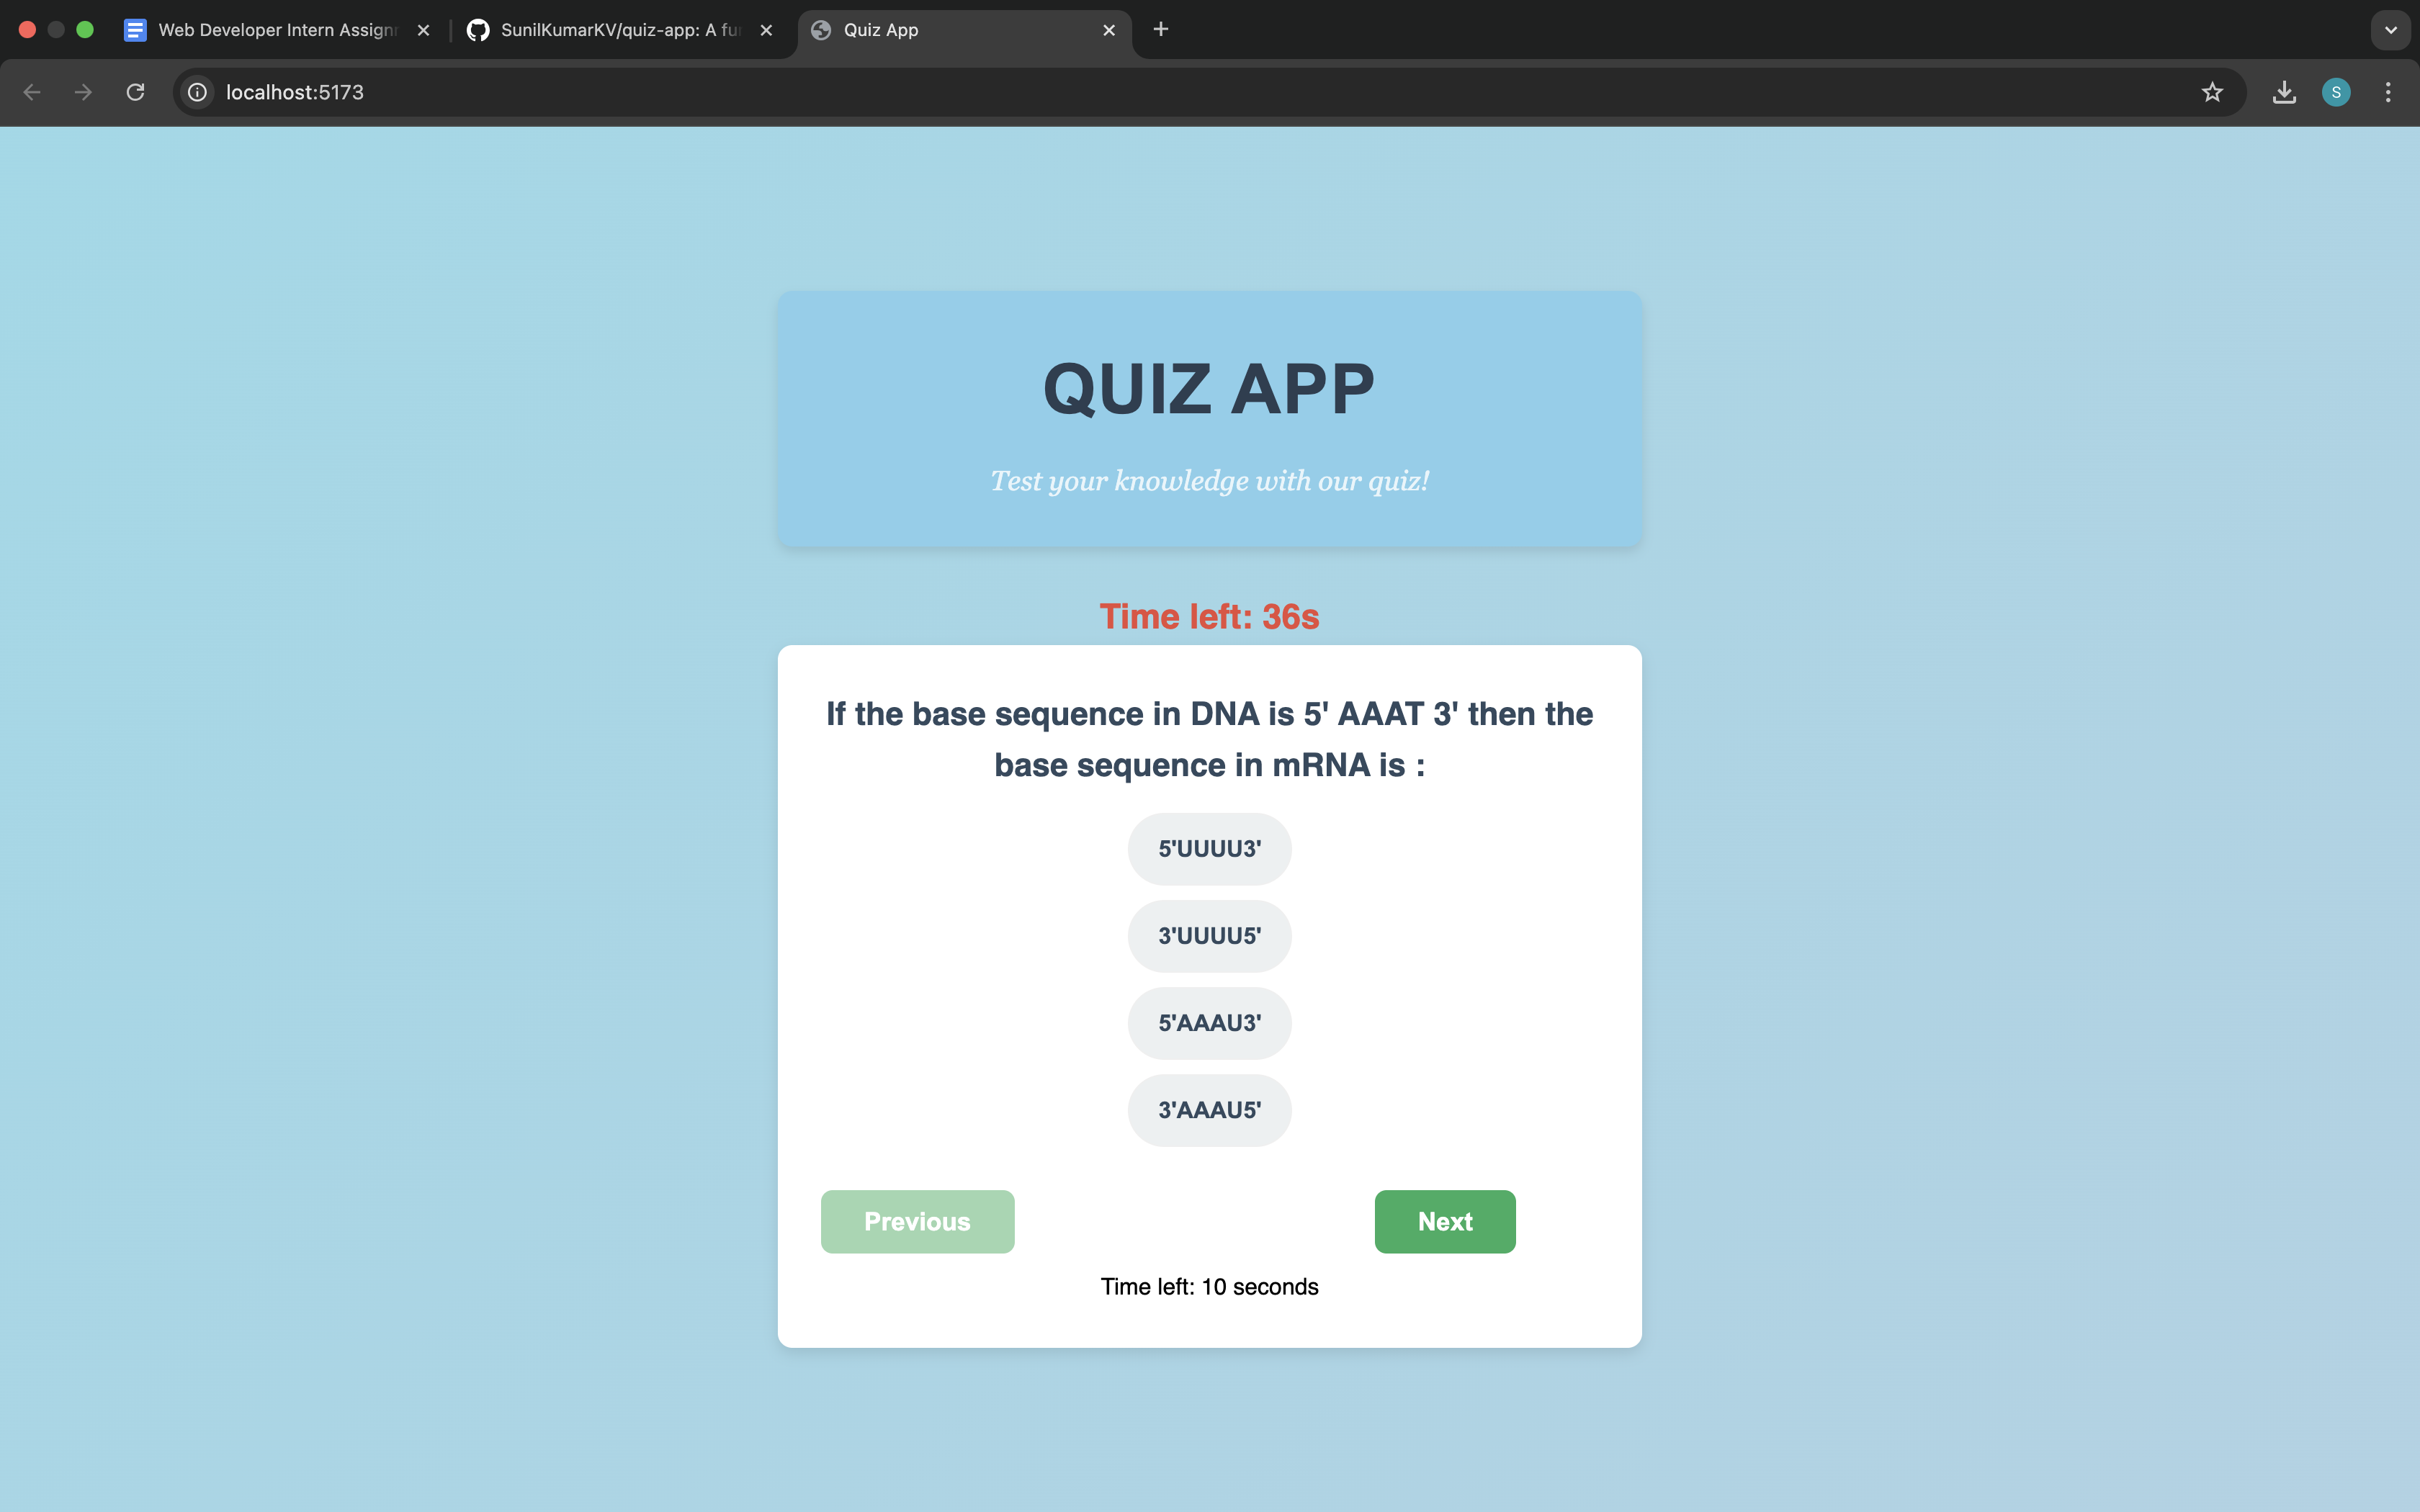 Web Developer Intern Assignr
SunilKumarKV/quiz-app: A fu
Quiz App
localhost:5173
S
QUIZ APP
Test your knowledge with our quiz!
Time left: 36s
If the base sequence in DNA is 5' AAAT 3' then the
base sequence in mRNA is :
5'UUUU3'
3'UUUU5'
5'AAAU3'
3'AAAU5'
Previous
Next
Time left: 10 seconds